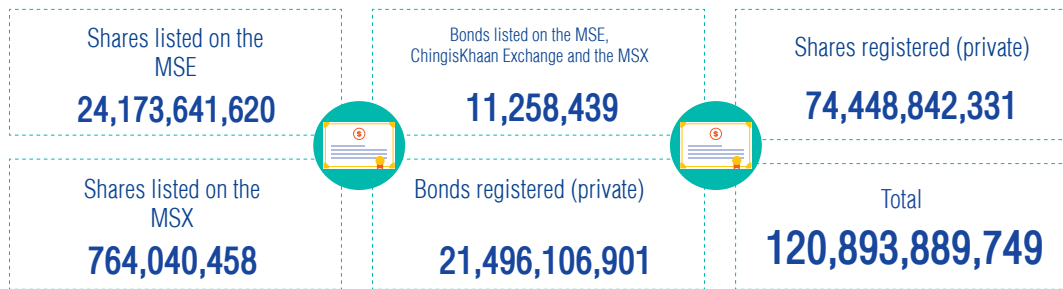 Shares listed on the
MSE
24,173,641,620
Bonds listed on the MSE,
ChingisKhaan Exchange and the MSX
11,258,439
Shares registered (private)
74,448,842,331
$
$
Shares listed on the
MSX
764,040,458
Bonds registered (private)
21,496,106,901
Total
120,893,889,749